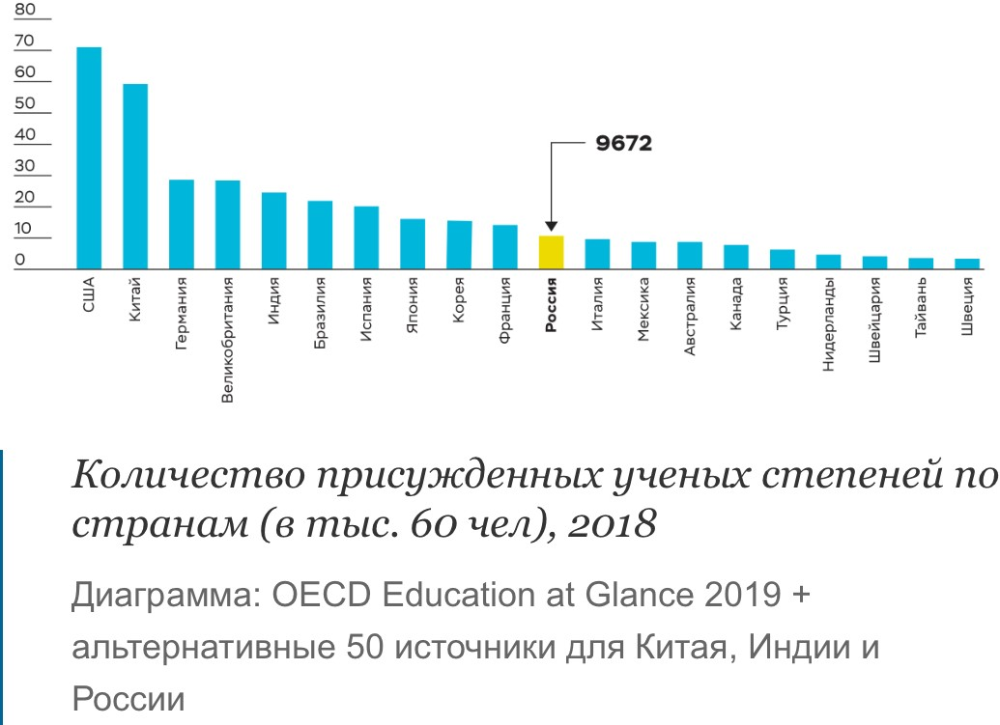 80
70
60
50
40
30
20
10
0
9672
США
Китай
Германия
Великобритания
Индия
Бразилия
Испания
Япония
Корея
Франция
Россия
Италия
Мексика
Австралия
Канада
Турция
Нидерланды
Швейцария
Тайвань
Швеция
Количество присужденных ученых степеней по
странам (в тыс. 60 чел), 2018
Диаграмма: OECD Education at Glance 2019 +
альтернативные 50 источники для Китая, Индии и
России